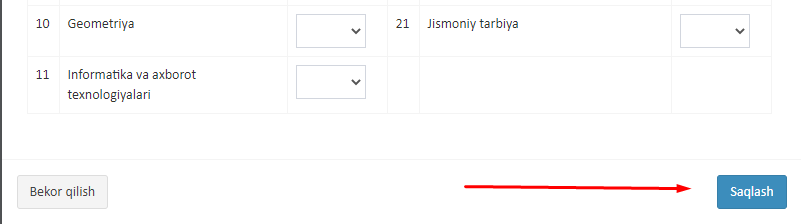 10 Geometriya 21 Jismoniy tarbiya
11 Informatika va axborot
texnologiyalari
Bekor qilish Saqlash